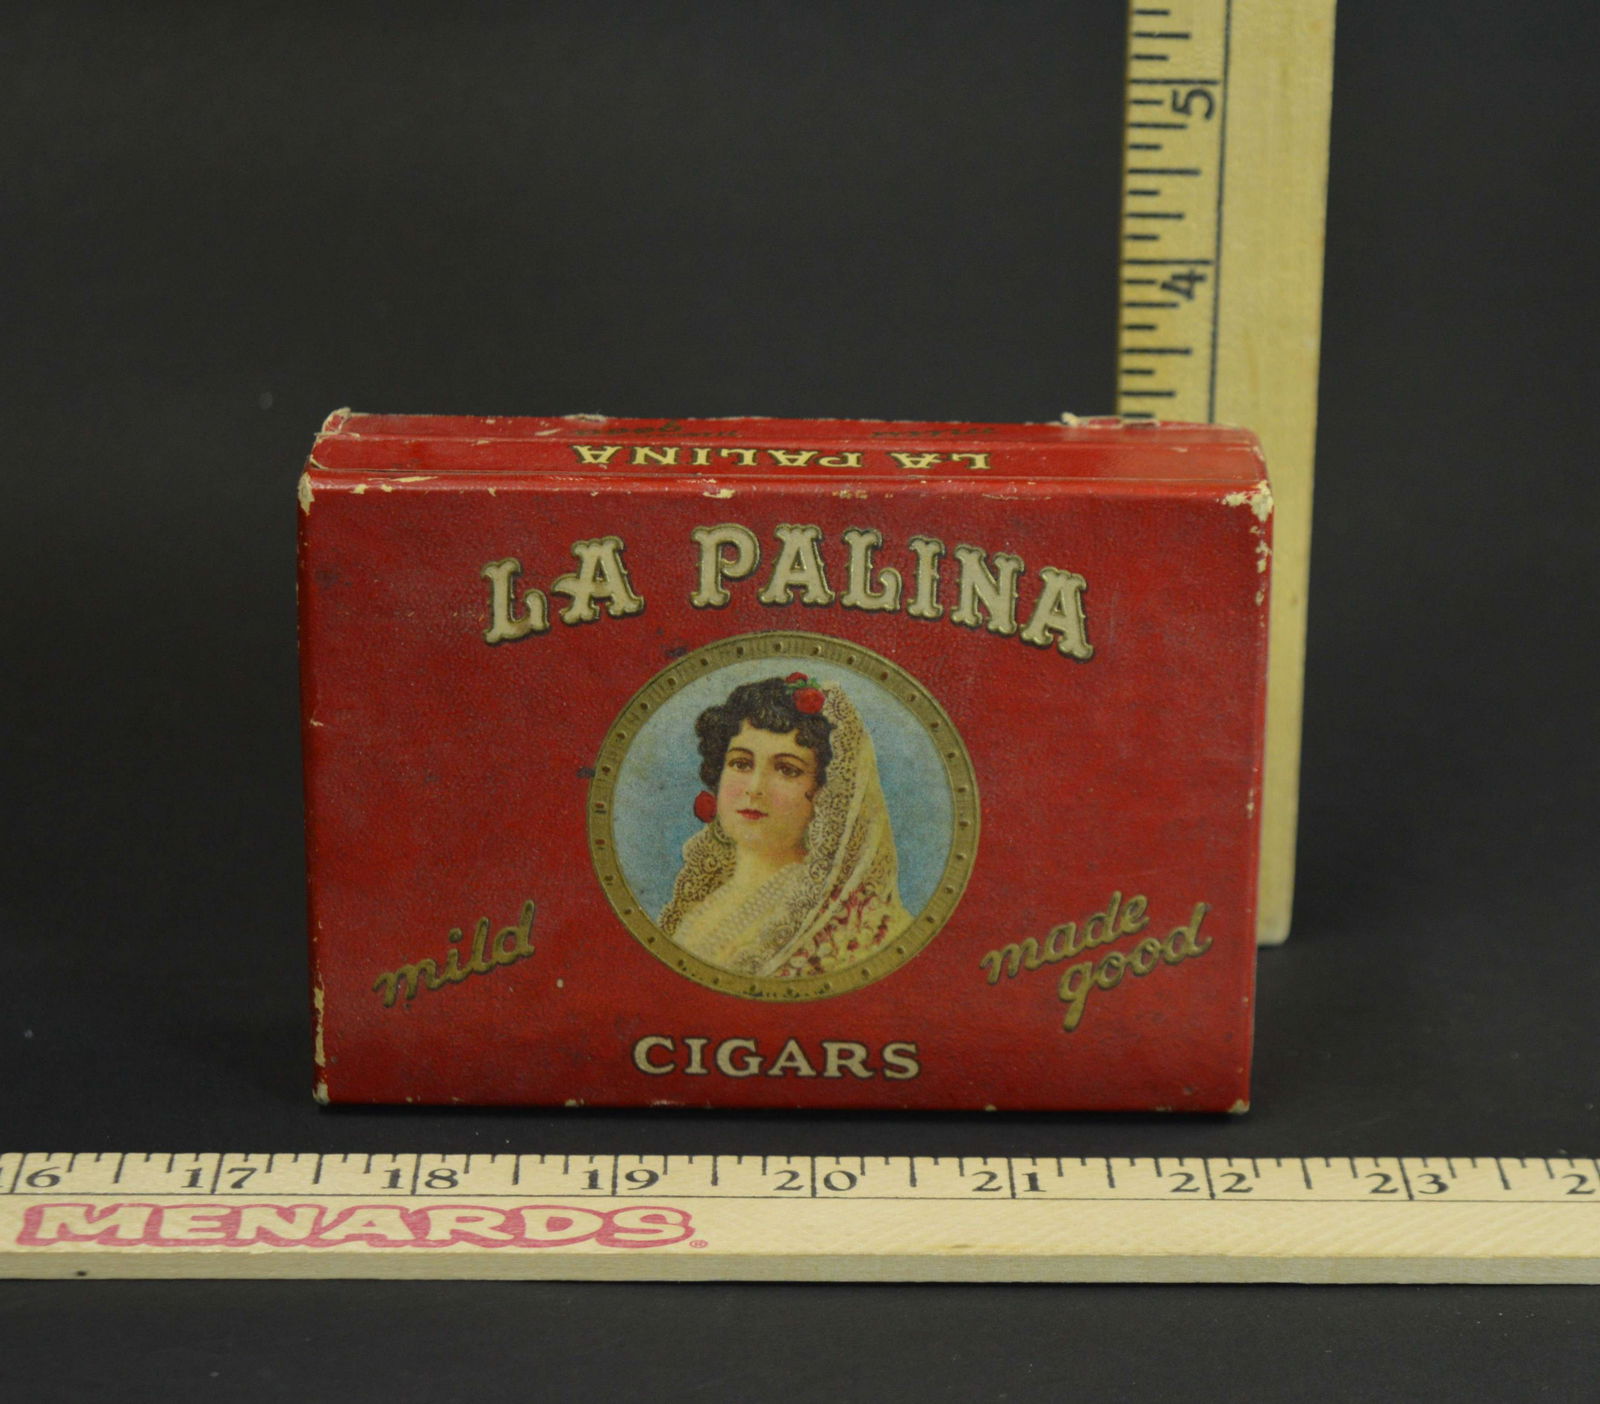 5
4
LA PALINA
LA PALINA
mild
made
good
CIGARS
16 17 18 19 20 21 22 23
MENARDS®